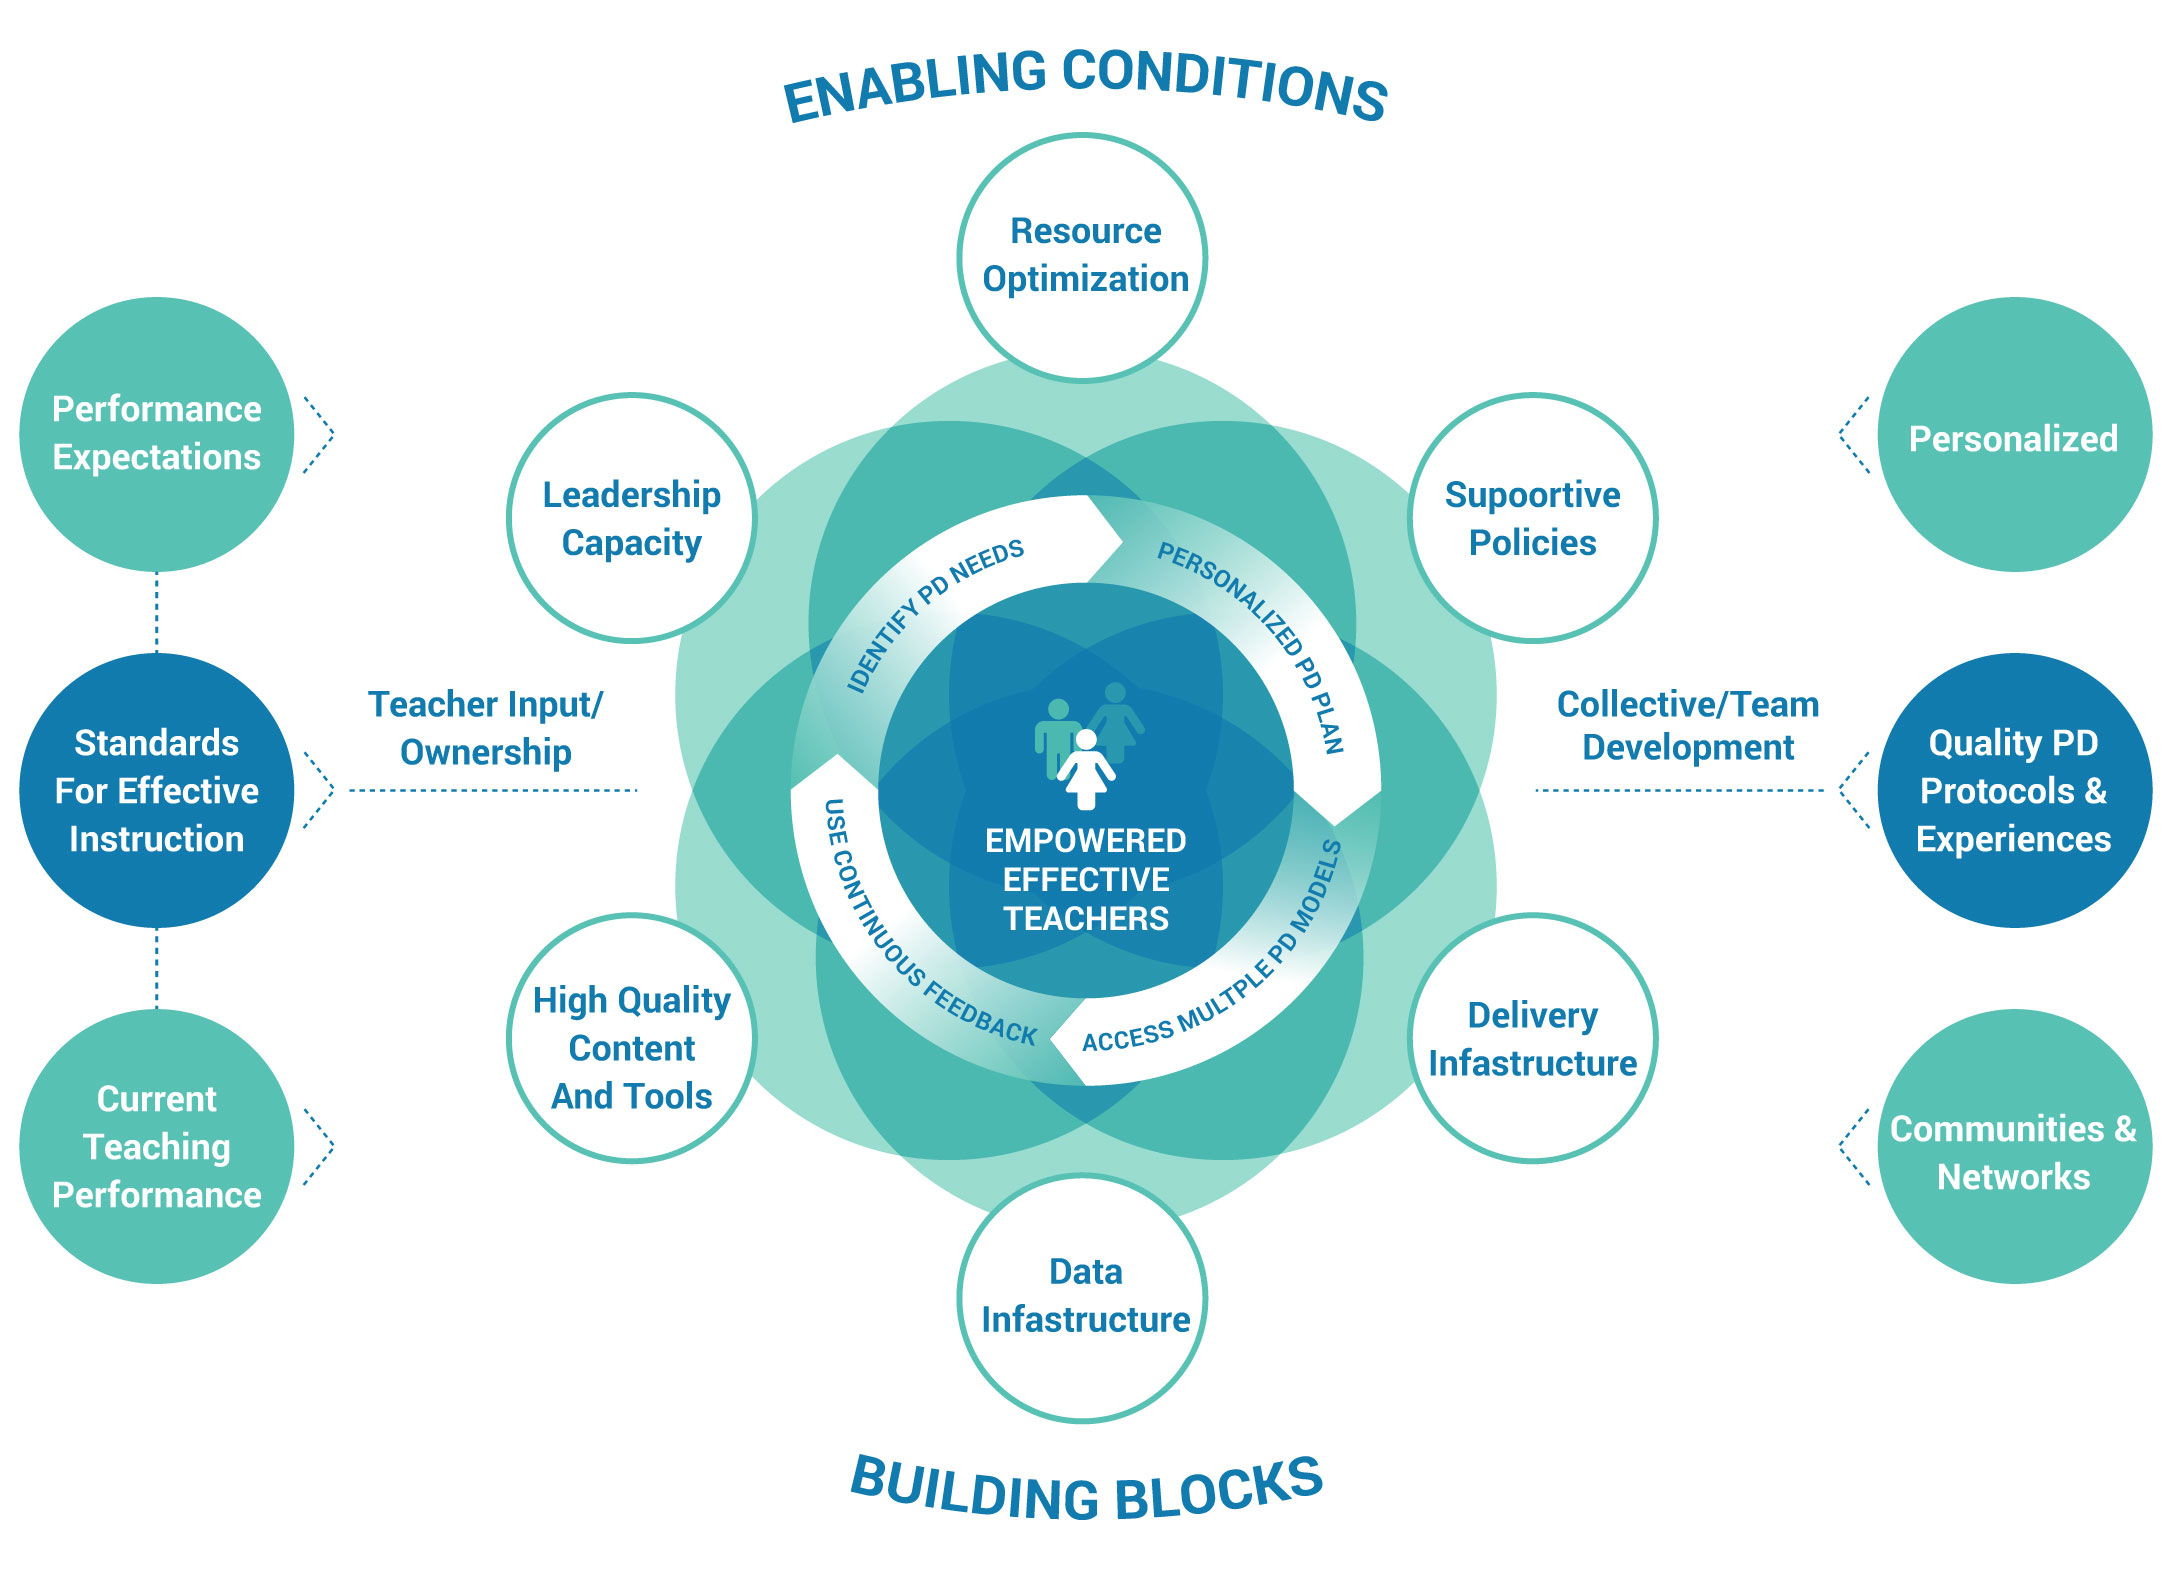 ENABLING CONDITIONS
Resource
Optimization
Leadership
Capacity
Supoortive
Policies
Performance
Expectations
Personalized
IDENTIFY PD NEEDS
PERSONALIZED PD PLAN
Teacher Input/
Ownership
Collective/Team
Development
Standards
For Effective
Instruction
Quality PD
Protocols &
Experiences
EMPOWERED
EFFECTIVE
TEACHERS
USE CONTINUOUS FEEDBACK
ACCESS MULTPLE PD MODELS
High Quality
Content
And Tools
Delivery
Infastructure
Current
Teaching
Performance
Communities &
Networks
Data
Infastructure
BUILDING BLOCKS